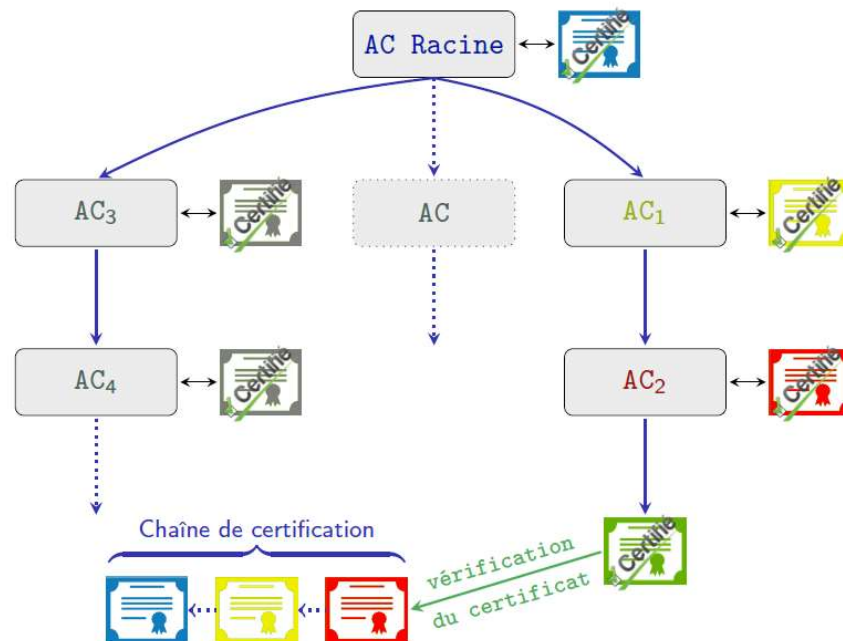 AC Racine
Certifié
AC₃
Certifié
AC
AC₁
Certifié
AC₄
Certifié
AC₂
Certifié
Chaîne de certification
Certifié
vérification
du certificat